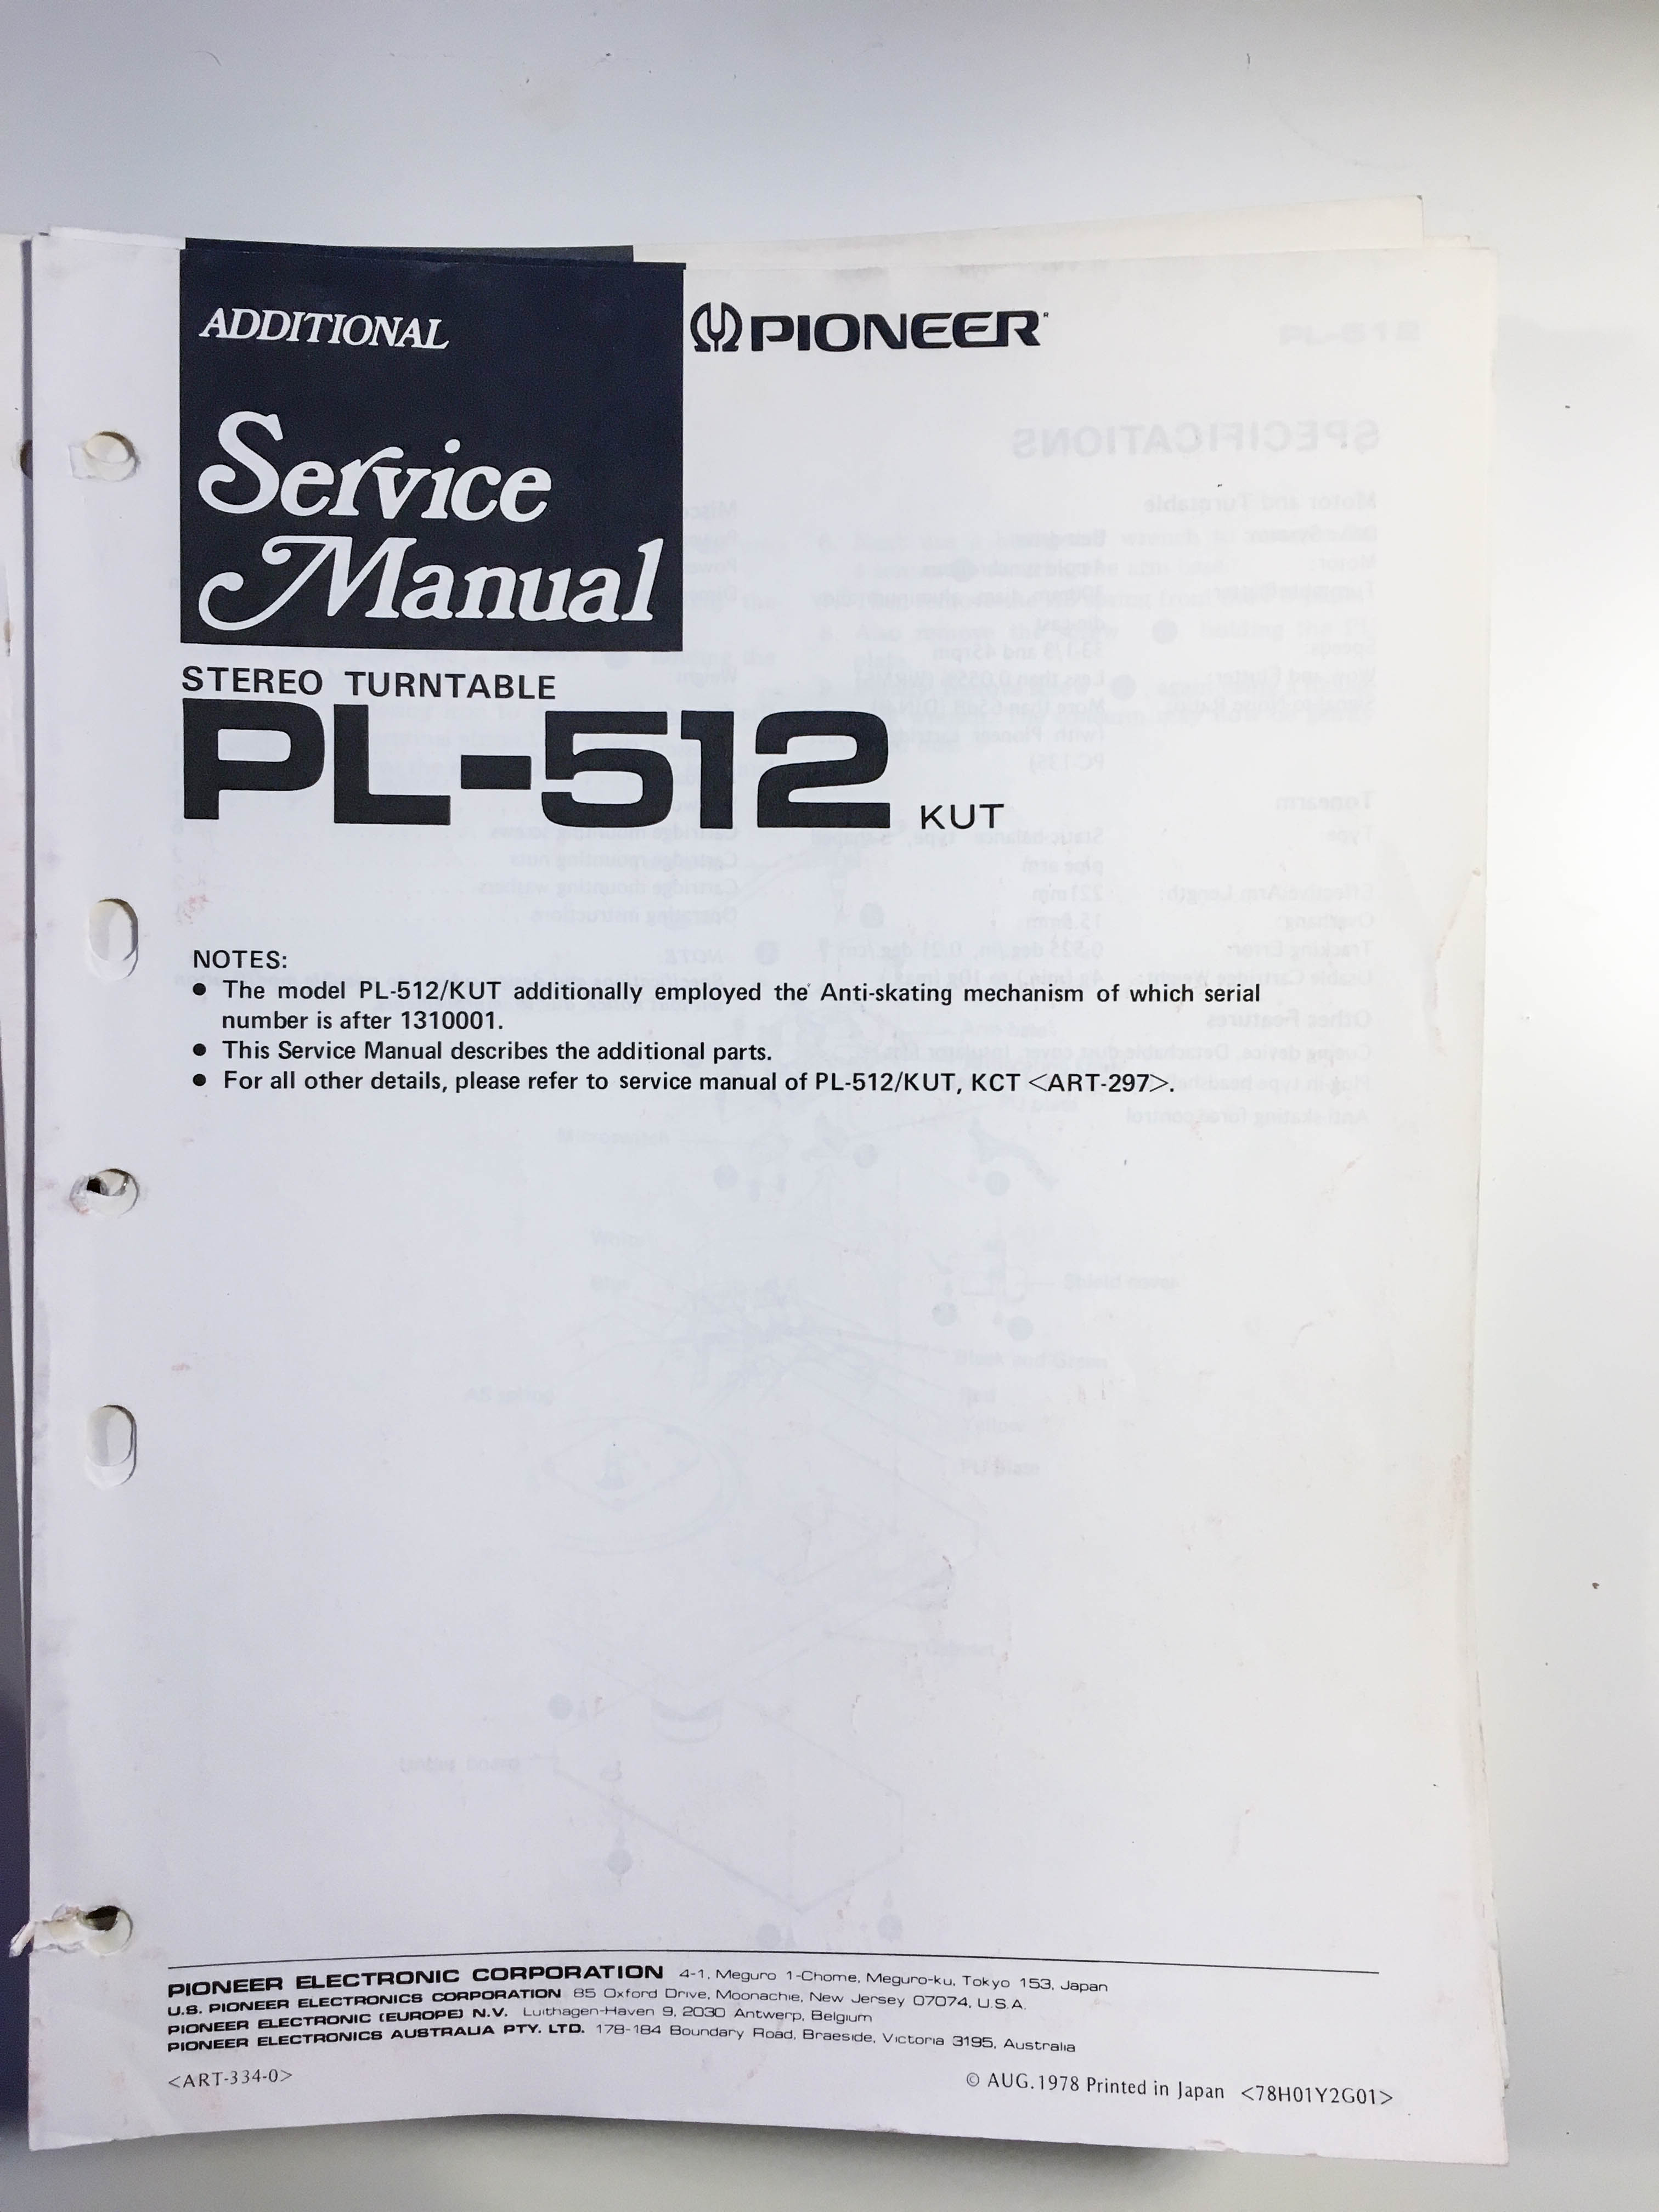 ADDITIONAL
Service
Manual
PIONEER
STEREO TURNTABLE
PL-512 KUT
NOTES:
● The model PL-512/KUT additionally employed the Anti-skating mechanism of which serial
number is after 1310001.
● This Service Manual describes the additional parts.
● For all other details, please refer to service manual of PL-512/KUT, KCT <ART-297>.
PIONEER ELECTRONIC CORPORATION 4-1, Meguro 1-Chome, Meguro-ku, Tokyo 153, Japan
U.S. PIONEER ELECTRONICS CORPORATION 85 Oxford Drive, Moonachie, New Jersey 07074, U.S.A.
PIONEER ELECTRONIC (EUROPE) N.V. Luithagen-Haven 9, 2030 Antwerp, Belgium
PIONEER ELECTRONICS AUSTRALIA PTY. LTD. 178-184 Boundary Road, Braeside, Victoria 3195, Australia
<ART-334-0>
© AUG.1978 Printed in Japan <78H01Y2G01>